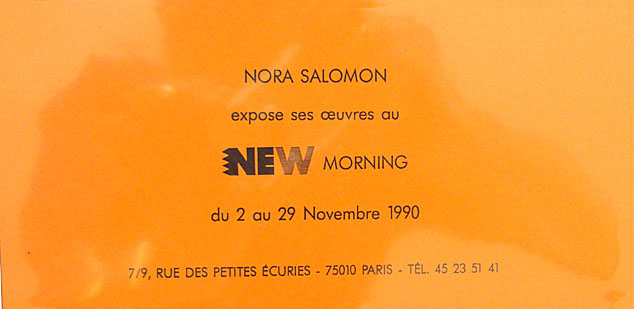 NORA SALOMON
expose ses œuvres au
NEW MORNING
du 2 au 29 Novembre 1990
7/9, RUE DES PETITES ÉCURIES - 75010 PARIS - TÉL. 45 23 51 41